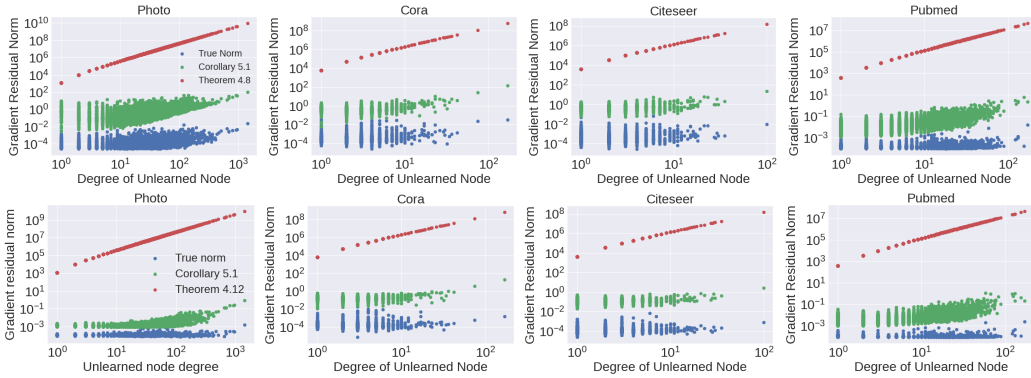 Photo
Gradient Residual Norm
10^10
10^8
10^6
10^4
10^2
10^0
10^−2
10^−4
True Norm
Corollary 5.1
Theorem 4.8
10^0 10^1 10^2 10^3
Degree of Unlearned Node
Cora
Gradient Residual Norm
10^8
10^6
10^4
10^2
10^0
10^−2
10^−4
10^0 10^1 10^2
Degree of Unlearned Node
Citeseer
Gradient Residual Norm
10^8
10^6
10^4
10^2
10^0
10^−2
10^−4
10^0 10^1 10^2
Degree of Unlearned Node
Pubmed
Gradient Residual Norm
10^7
10^5
10^3
10^1
10^−1
10^−3
10^0 10^1 10^2
Degree of Unlearned Node
Photo
Gradient residual norm
10^9
10^7
10^5
10^3
10^1
10^−1
10^−3
True norm
Corollary 5.1
Theorem 4.12
10^0 10^1 10^2 10^3
Unlearned node degree
Cora
Gradient Residual Norm
10^8
10^6
10^4
10^2
10^0
10^−2
10^−4
10^0 10^1 10^2
Degree of Unlearned Node
Citeseer
Gradient Residual Norm
10^8
10^6
10^4
10^2
10^0
10^−2
10^−4
10^0 10^1 10^2
Degree of Unlearned Node
Pubmed
Gradient Residual Norm
10^7
10^5
10^3
10^1
10^−1
10^−3
10^0 10^1 10^2
Degree of Unlearned Node